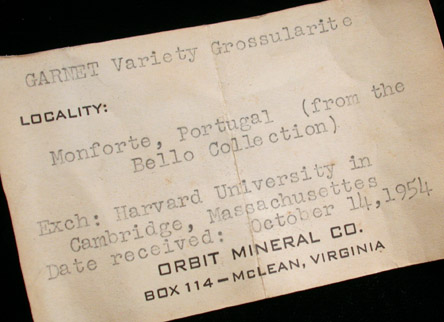 GARNET Variety Grossularite
LOCALITY:
Monforte, Portugal (from the
Bello Collection)
Exch: Harvard University in
Cambridge, Massachusettes
Date received: October 14,1954
ORBIT MINERAL CO.
BOX 114 – McLEAN, VIRGINIA